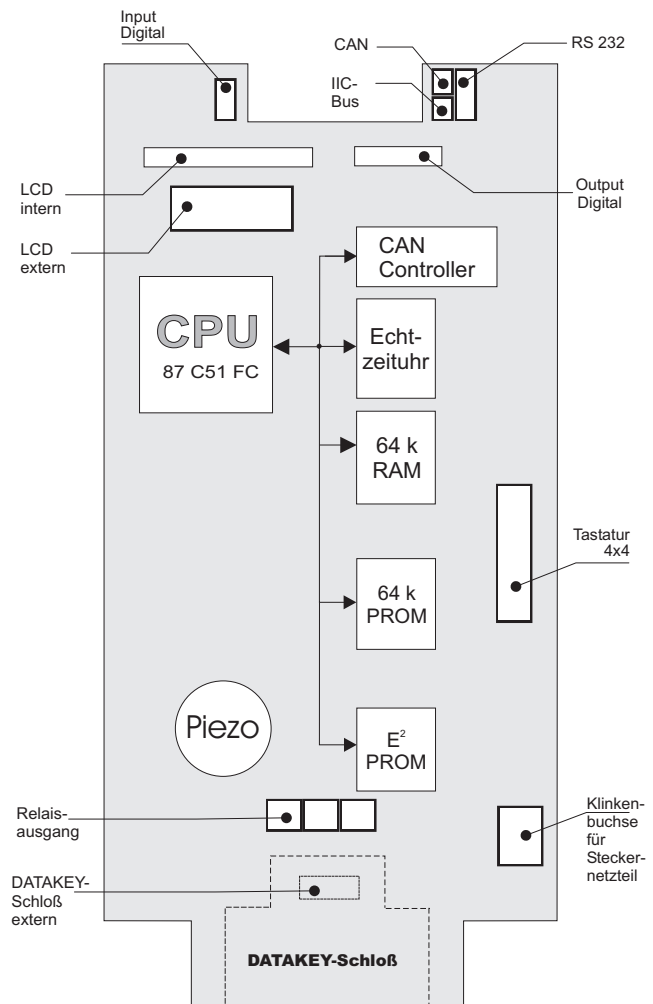 Input
Digital
CAN
RS 232
IIC-
Bus
LCD
intern
LCD
extern
Output
Digital
CAN
Controller
CPU
87 C51 FC
Echt-
zeituhr
64 k
RAM
Tastatur
4x4
64 k
PROM
Piezo
E²
PROM
Relais-
ausgang
Klinken-
buchse
für
Stecker-
netzteil
DATAKEY-
Schloß
extern
DATAKEY-Schloß